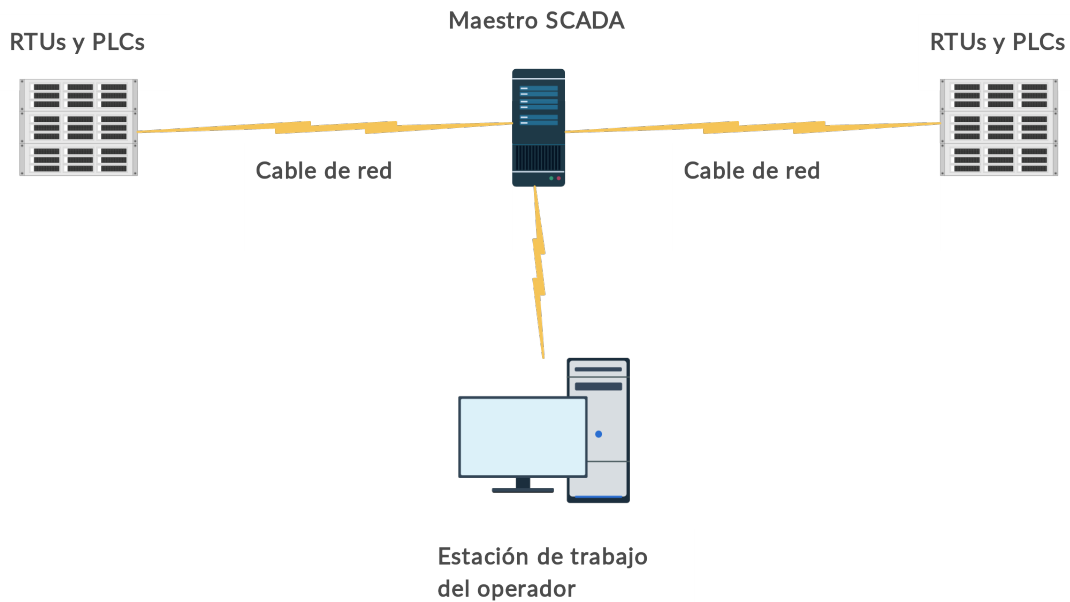 Maestro SCADA
RTUs y PLCs
RTUs y PLCs
Cable de red
Cable de red
Estación de trabajo
del operador